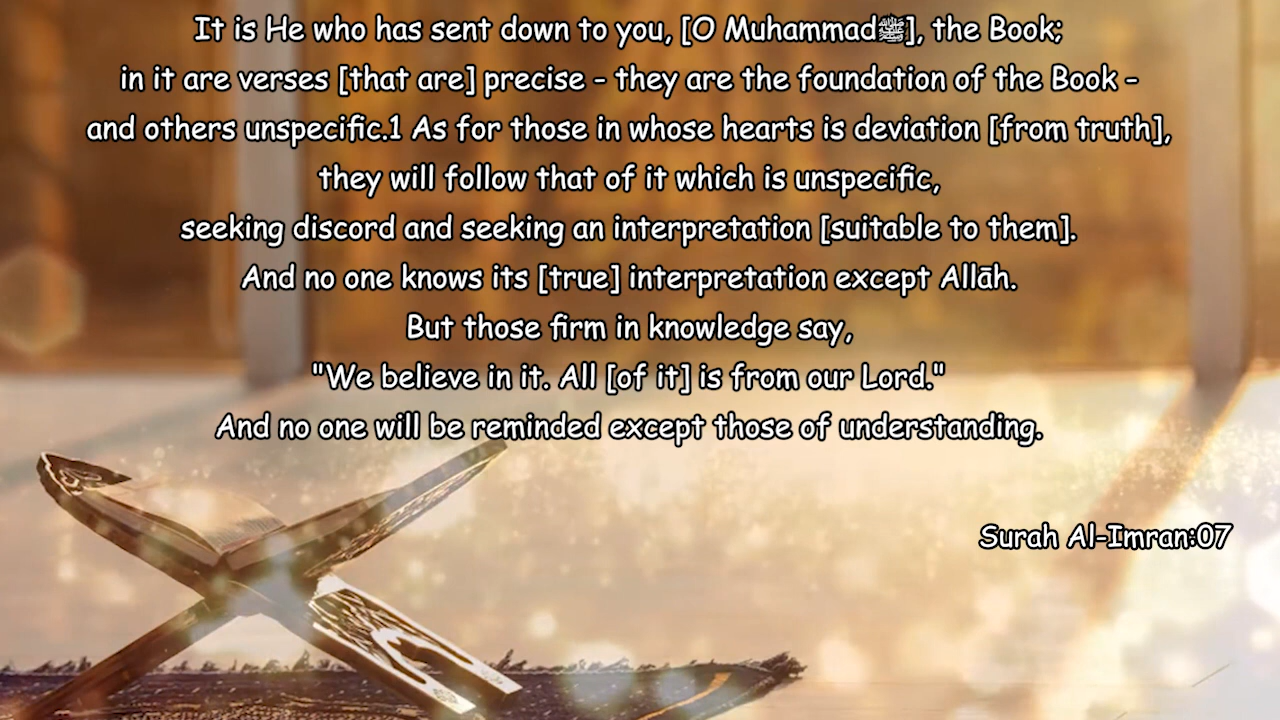 It is He who has sent down to you, [O Muhammadﷺ], the Book;
in it are verses [that are] precise – they are the foundation of the Book –
and others unspecific.1 As for those in whose hearts is deviation [from truth],
they will follow that of it which is unspecific,
seeking discord and seeking an interpretation [suitable to them].
And no one knows its [true] interpretation except Allāh.
But those firm in knowledge say,
"We believe in it. All [of it] is from our Lord."
And no one will be reminded except those of understanding.
Surah Al-Imran:07